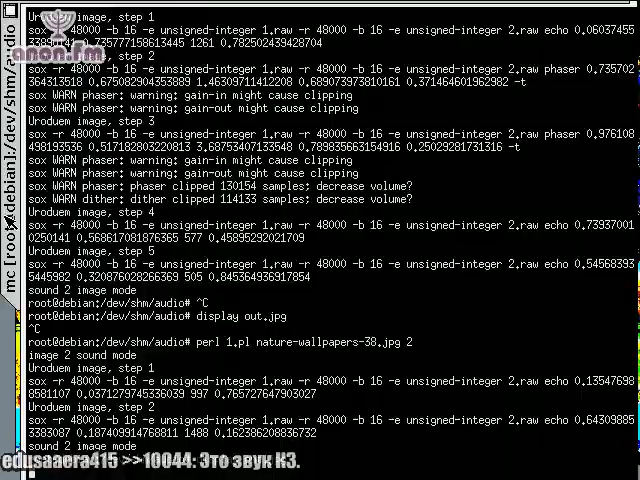 Uroduem image, step 1
sox -r 48000 -b 16 -e unsigned-integer 1.raw -r 48000 -b 16 -e unsigned-integer 2.raw echo 0.06037455
33890141 0.735777158613445 1261 0.782502439428704
anon.fm
Uroduem image, step 2
sox -r 48000 -b 16 -e unsigned-integer 1.raw -r 48000 -b 16 -e unsigned-integer 2.raw phaser 0.735702
364313518 0.675082904353889 1.46309711412208 0.689073973810161 0.371464601962982 -t
sox WARN phaser: warning: gain-in might cause clipping
sox WARN phaser: warning: gain-out might cause clipping
Uroduem image, step 3
sox -r 48000 -b 16 -e unsigned-integer 1.raw -r 48000 -b 16 -e unsigned-integer 2.raw phaser 0.976108
498193536 0.517182803220813 3.68753407133548 0.789835663154916 0.25029281731316 -t
sox WARN phaser: warning: gain-in might cause clipping
sox WARN phaser: warning: gain-out might cause clipping
sox WARN phaser: phaser clipped 130154 samples; decrease volume?
sox WARN dither: dither clipped 114133 samples; decrease volume?
Uroduem image, step 4
sox -r 48000 -b 16 -e unsigned-integer 1.raw -r 48000 -b 16 -e unsigned-integer 2.raw echo 0.73937001
0250141 0.568617081876365 577 0.45895292021709
Uroduem image, step 5
sox -r 48000 -b 16 -e unsigned-integer 1.raw -r 48000 -b 16 -e unsigned-integer 2.raw echo 0.54568393
5445982 0.320876028266369 505 0.845364936917854
sound 2 image mode
root@debian:/dev/shm/audio# ^C
root@debian:/dev/shm/audio# display out.jpg
^C
root@debian:/dev/shm/audio# perl 1.pl nature-wallpapers-38.jpg 2
image 2 sound mode
Uroduem image, step 1
sox -r 48000 -b 16 -e unsigned-integer 1.raw -r 48000 -b 16 -e unsigned-integer 2.raw echo 0.13547698
8581107 0.0371279745336039 997 0.765727647903027
Uroduem image, step 2
sox -r 48000 -b 16 -e unsigned-integer 1.raw -r 48000 -b 16 -e unsigned-integer 2.raw echo 0.64309885
3383087 0.187409914768811 1488 0.162386208836732
sound 2 image mode
edusaaera415 >>10044: Это звук КЗ.
mc [root@debian]:/dev/shm/audio